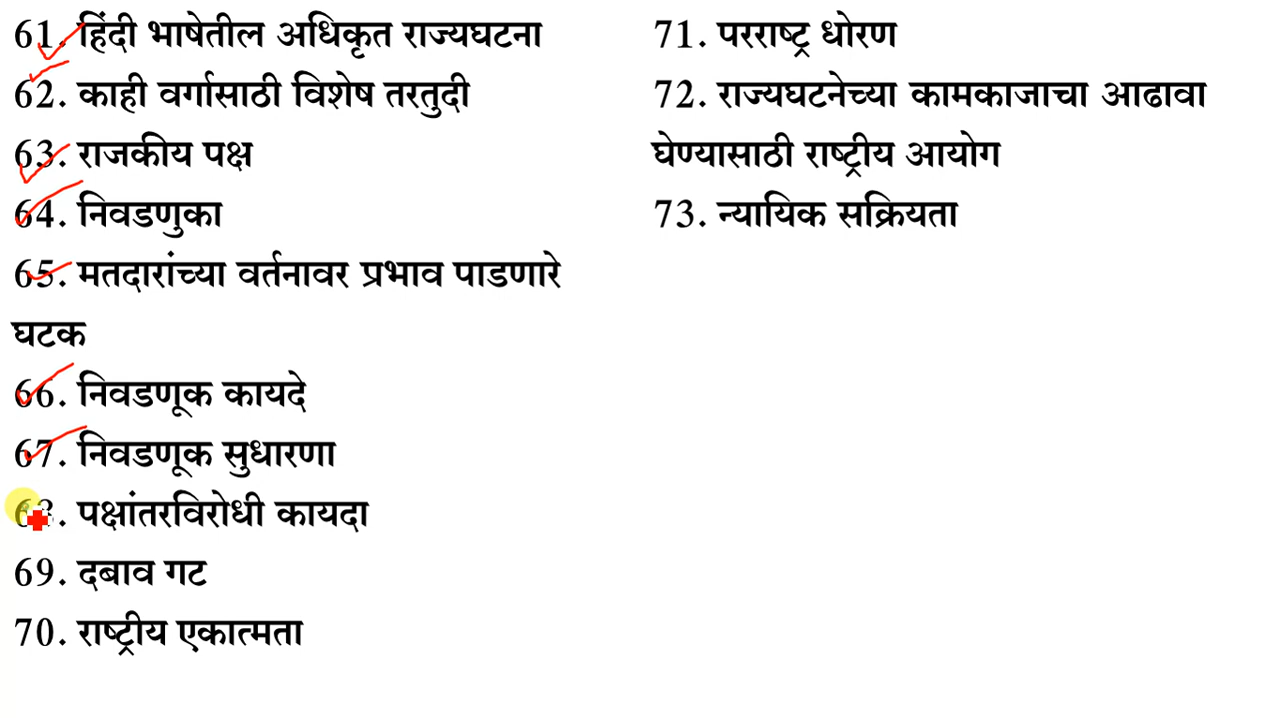 61. हिंदी भाषेतील अधिकृत राज्यघटना
62. काही वर्गासाठी विशेष तरतुदी
63. राजकीय पक्ष
64. निवडणुका
65. मतदारांच्या वर्तनावर प्रभाव पाडणारे
घटक
66. निवडणूक कायदे
67. निवडणूक सुधारणा
68. पक्षांतरविरोधी कायदा
69. दबाव गट
70. राष्ट्रीय एकात्मता
71. परराष्ट्र धोरण
72. राज्यघटनेच्या कामकाजाचा आढावा
घेण्यासाठी राष्ट्रीय आयोग
73. न्यायिक सक्रियता